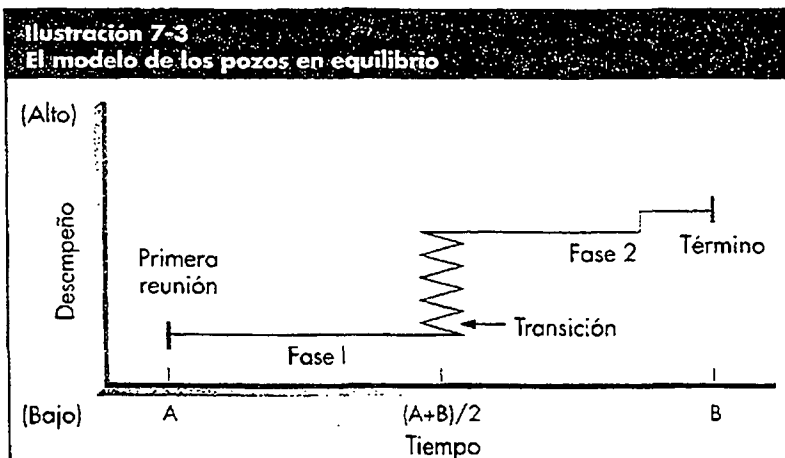 Ilustración 7-3
El modelo de los pozos en equilibrio
(Alto)
Desempeño
Primera
reunión
Fase 2
Término
Transición
Fase I
(Bajo)
A
(A+B)/2
B
Tiempo